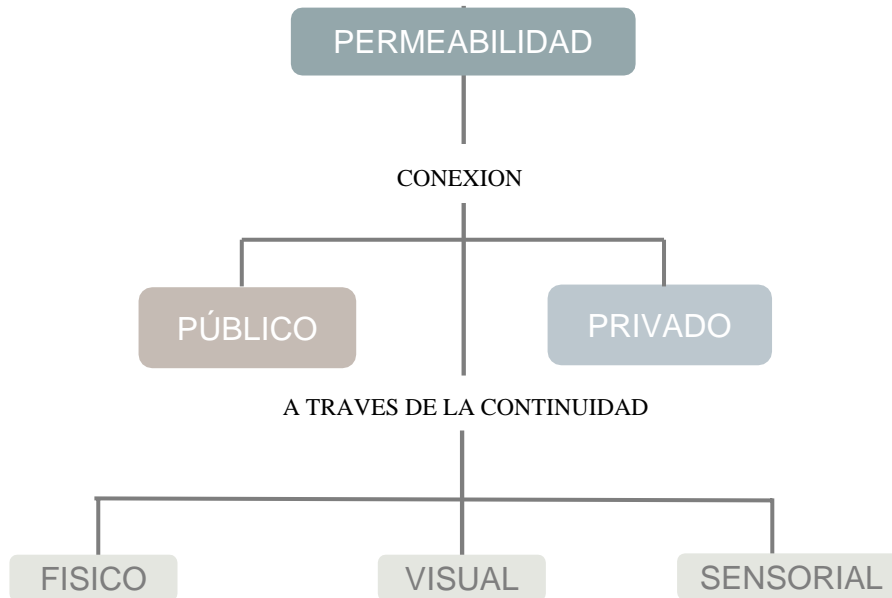 PERMEABILIDAD
CONEXION
PÚBLICO
PRIVADO
A TRAVES DE LA CONTINUIDAD
FISICO
VISUAL
SENSORIAL